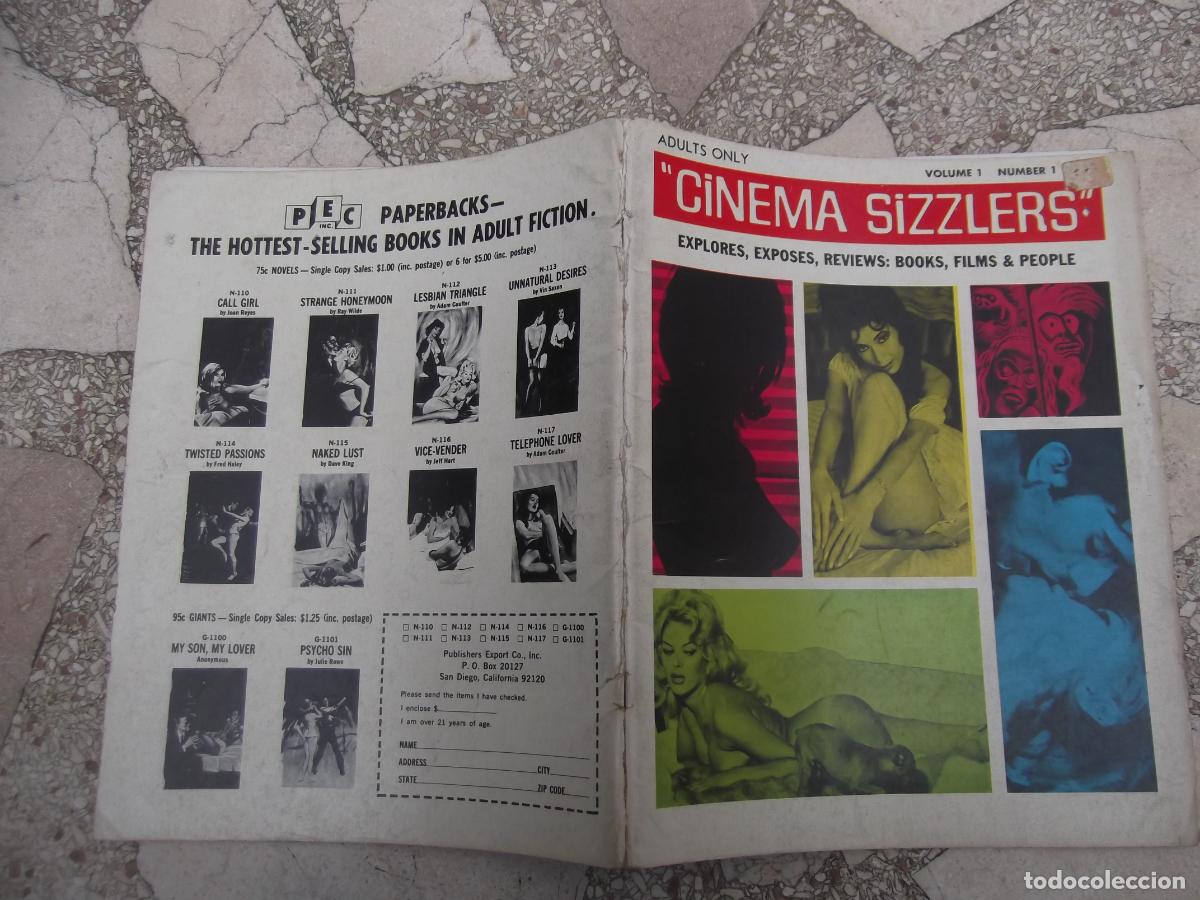 PEC
INC.
PAPERBACKS—
THE HOTTEST-SELLING BOOKS IN ADULT FICTION.
75c NOVELS — Single Copy Sales: $1.00 (inc. postage) or 6 for $5.00 (inc. postage)
N-110
CALL GIRL
by Joan Reyes
N-111
STRANGE HONEYMOON
by Ray Wilde
N-112
LESBIAN TRIANGLE
by Adam Coulter
N-113
UNNATURAL DESIRES
by Vin Saxon
N-114
TWISTED PASSIONS
by Fred Haley
N-115
NAKED LUST
by Dave King
N-116
VICE-VENDER
by Jeff Hart
N-117
TELEPHONE LOVER
by Adam Coulter
95c GIANTS — Single Copy Sales: $1.25 (inc. postage)
G-1100
MY SON, MY LOVER
Anonymous
G-1101
PSYCHO SIN
by Julie Rowe
☐ N-110 ☐ N-112 ☐ N-114 ☐ N-116 ☐ G-1100
☐ N-111 ☐ N-113 ☐ N-115 ☐ N-117 ☐ G-1101
Publishers Export Co., Inc.
P. O. Box 20127
San Diego, California 92120
Please send the items I have checked.
I enclose $
I am over 21 years of age.
NAME
ADDRESS CITY
STATE ZIP CODE
ADULTS ONLY
VOLUME 1 NUMBER 1
"CiNEMA SiZZLERS"
EXPLORES, EXPOSES, REVIEWS: BOOKS, FILMS & PEOPLE
todocoleccion